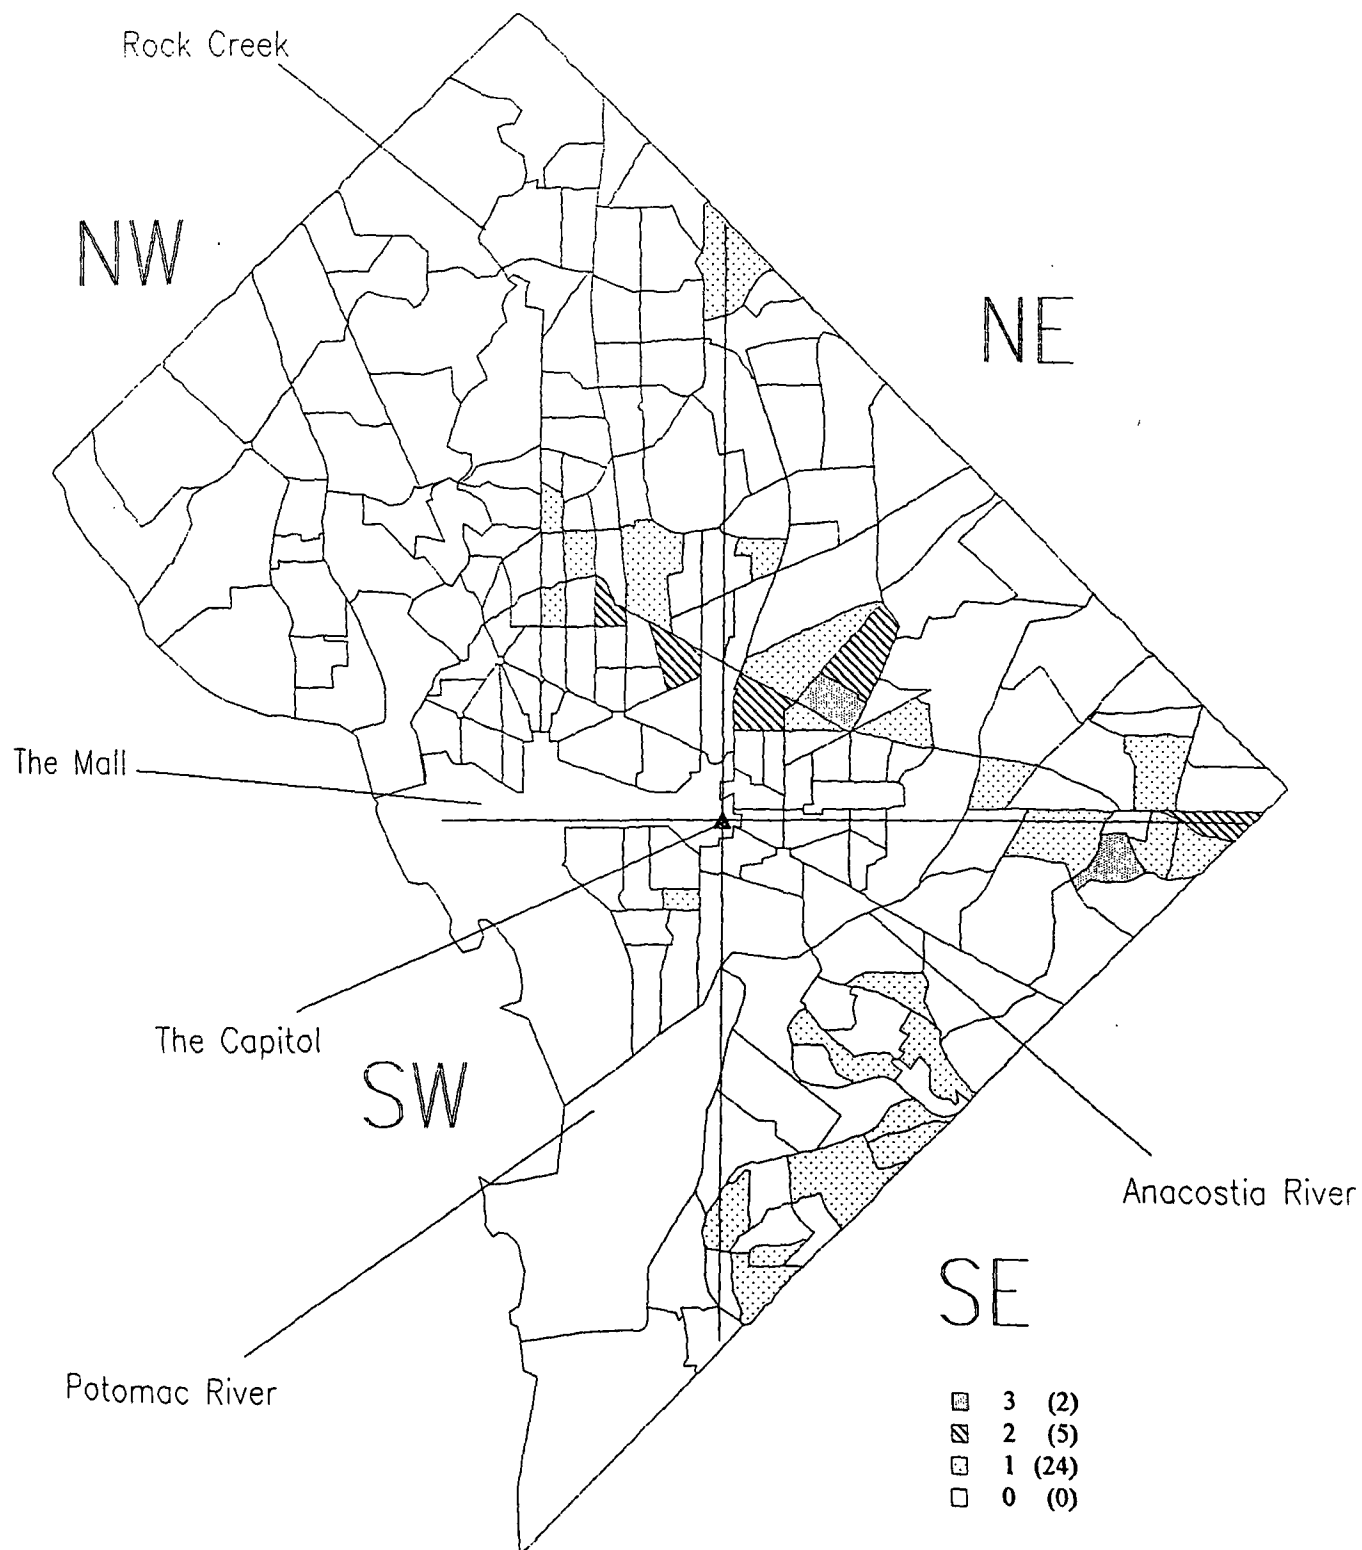 Rock Creek
NW
NE
The Mall
The Capitol
SW
Anacostia River
SE
Potomac River
3 (2)
2 (5)
1 (24)
0 (0)